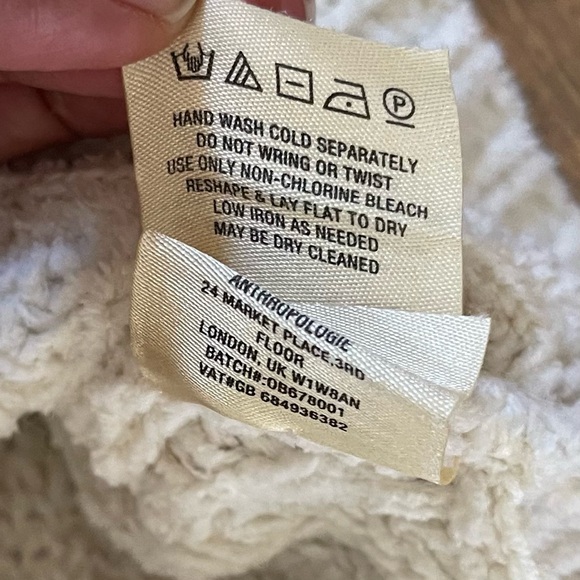 P
HAND WASH COLD SEPARATELY
DO NOT WRING OR TWIST
USE ONLY NON-CHLORINE BLEACH
RESHAPE & LAY FLAT TO DRY
LOW IRON AS NEEDED
MAY BE DRY CLEANED
ANTHROPOLOGIE
24 MARKET PLACE,3RD
FLOOR
LONDON, UK W1W8AN
BATCH#:OB678001
VAT#GB 684936382